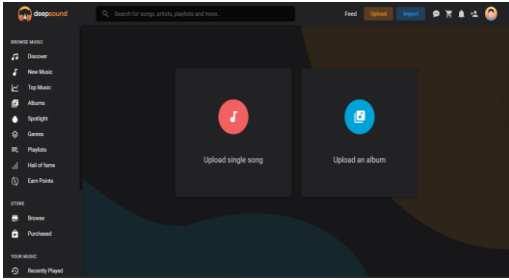 deepsound
Search for songs, artists, playlists and more..
Feed
Upload
Import
BROWSE MUSIC
Discover
New Music
Top Music
Albums
Spotlight
Genres
Playlists
Hall of fame
Earn Points
STORE
Browse
Purchased
YOUR MUSIC
Recently Played
Upload single song
Upload an album